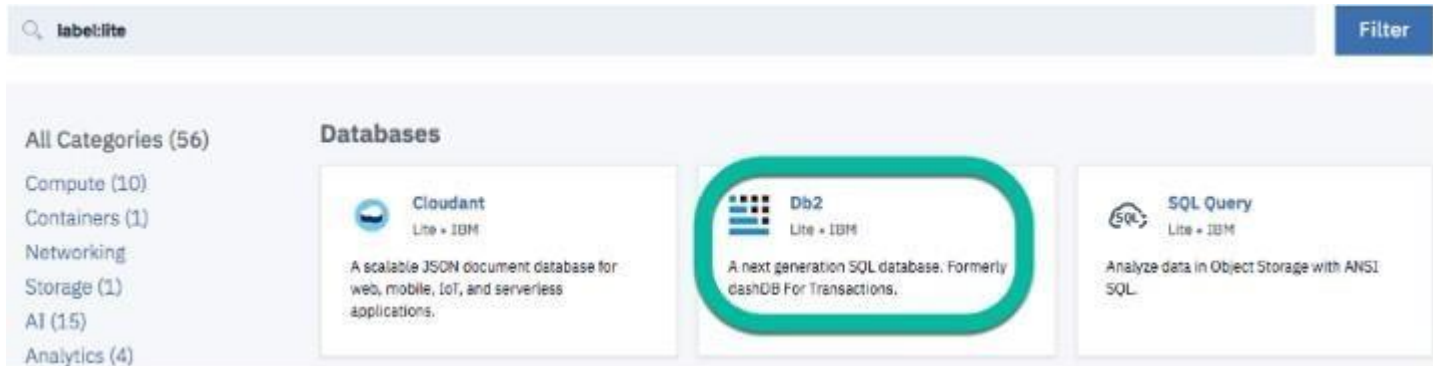 label:lite
Filter
All Categories (56)
Compute (10)
Containers (1)
Networking
Storage (1)
AI (15)
Analytics (4)
Databases
Cloudant
Lite • IBM
A scalable JSON document database for
web, mobile, IoT, and serverless
applications.
Db2
Lite • IBM
A next generation SQL database. Formerly
dashDB For Transactions.
SQL
SQL Query
Lite • IBM
Analyze data in Object Storage with ANSI
SQL.